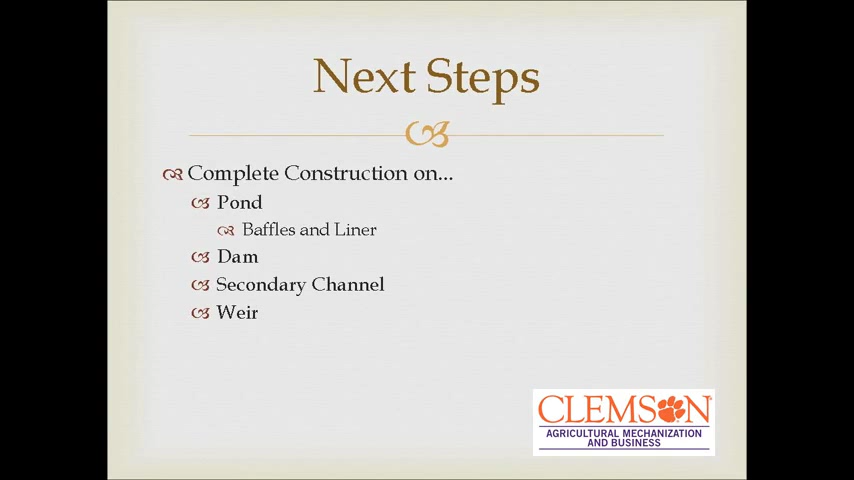 Next Steps
Complete Construction on...
Pond
Baffles and Liner
Dam
Secondary Channel
Weir
CLEMSON
AGRICULTURAL MECHANIZATION
AND BUSINESS